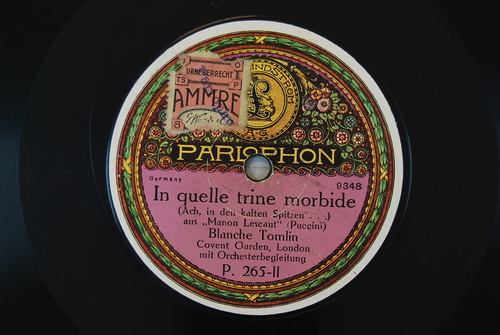 URHEBERRECHT
AMMRE
LINDSTROM
A.G.
PARLOPHON
Germany
9348
In quelle trine morbide
(Ach, in den kalten Spitzen . . .)
aus „Manon Lescaut" (Puccini)
Blanche Tomlin
Covent Garden, London
mit Orchesterbegleitung
P. 265-II